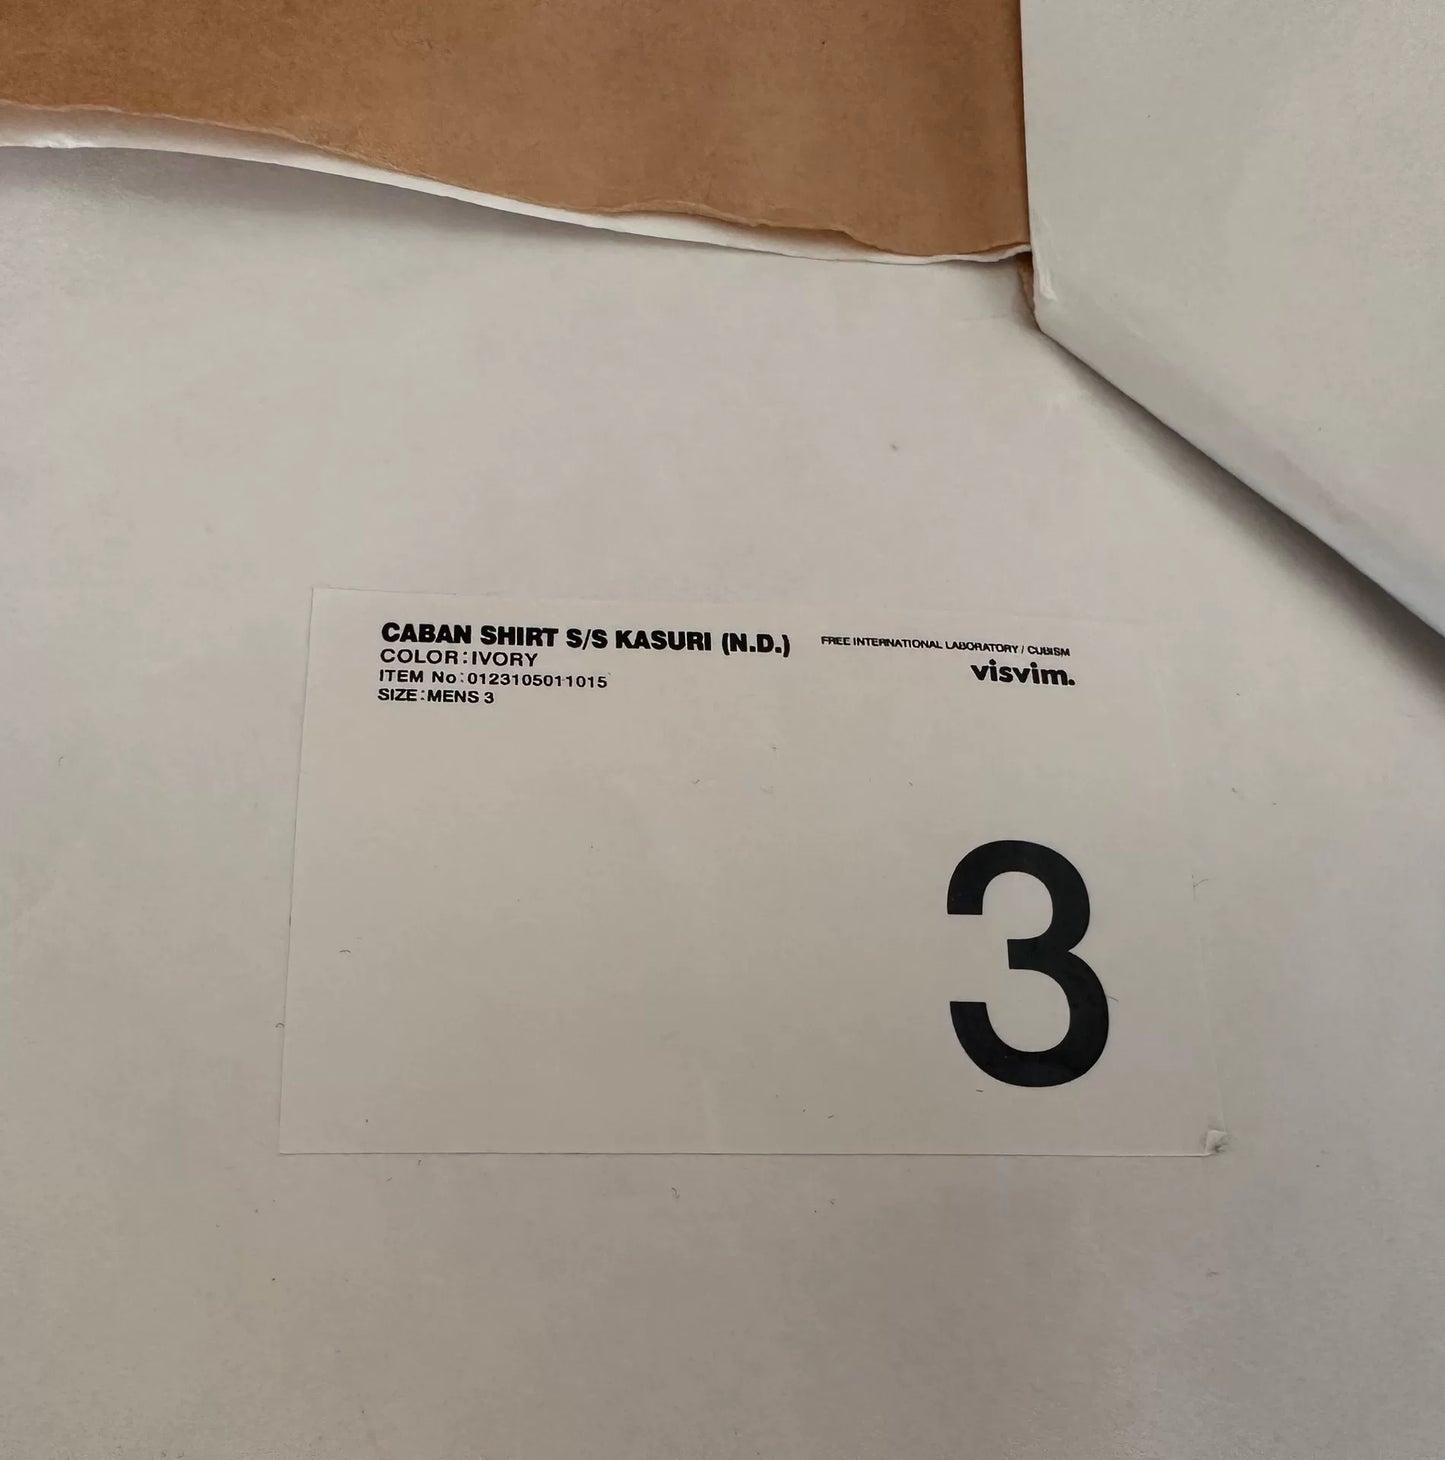 CABAN SHIRT S/S KASURI (N.D.)
COLOR:IVORY
ITEM No:0123105011015
SIZE:MENS 3
FREE INTERNATIONAL LABORATORY / CUBISM
visvim.
3